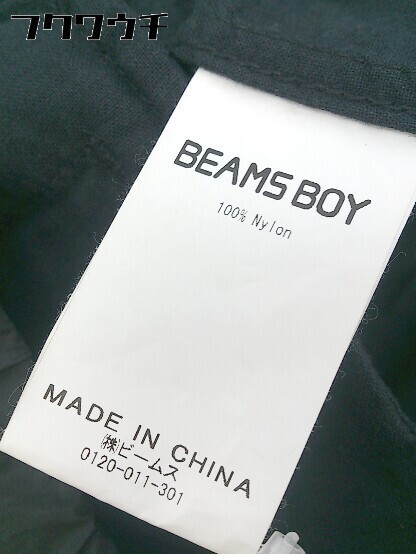 フクウウチ
BEAMS BOY
100% Nylon
MADE IN CHINA
㈱ビームス
0120-011-301